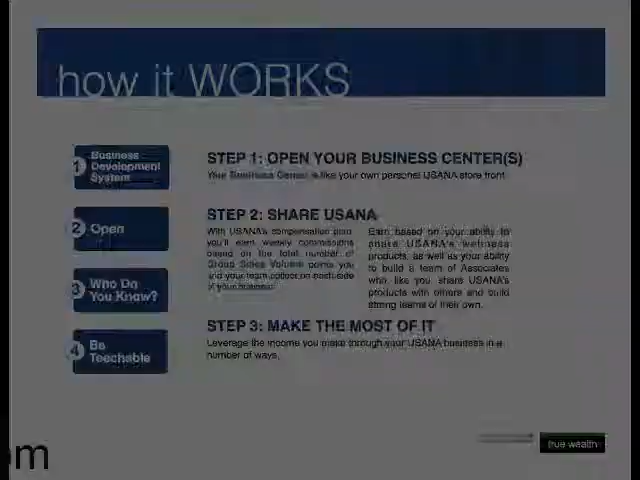 how it WORKS
1 Business
Development
System
2 Open
3 Who Do
You Know?
4 Be
Teachable
STEP 1: OPEN YOUR BUSINESS CENTER(S)
Your Business Center is like your own personal USANA store front
STEP 2: SHARE USANA
With USANA's compensation plan
you'll earn weekly commissions
based on the total number of
Group Sales Volume points you
and your team collect on each side
of your business.
Earn based on your ability to
share USANA's wellness
products, as well as your ability
to build a team of Associates
who, like you, share USANA's
products with others and build
strong teams of their own.
STEP 3: MAKE THE MOST OF IT
Leverage the income you make through your USANA business in a
number of ways.
true wealth
om